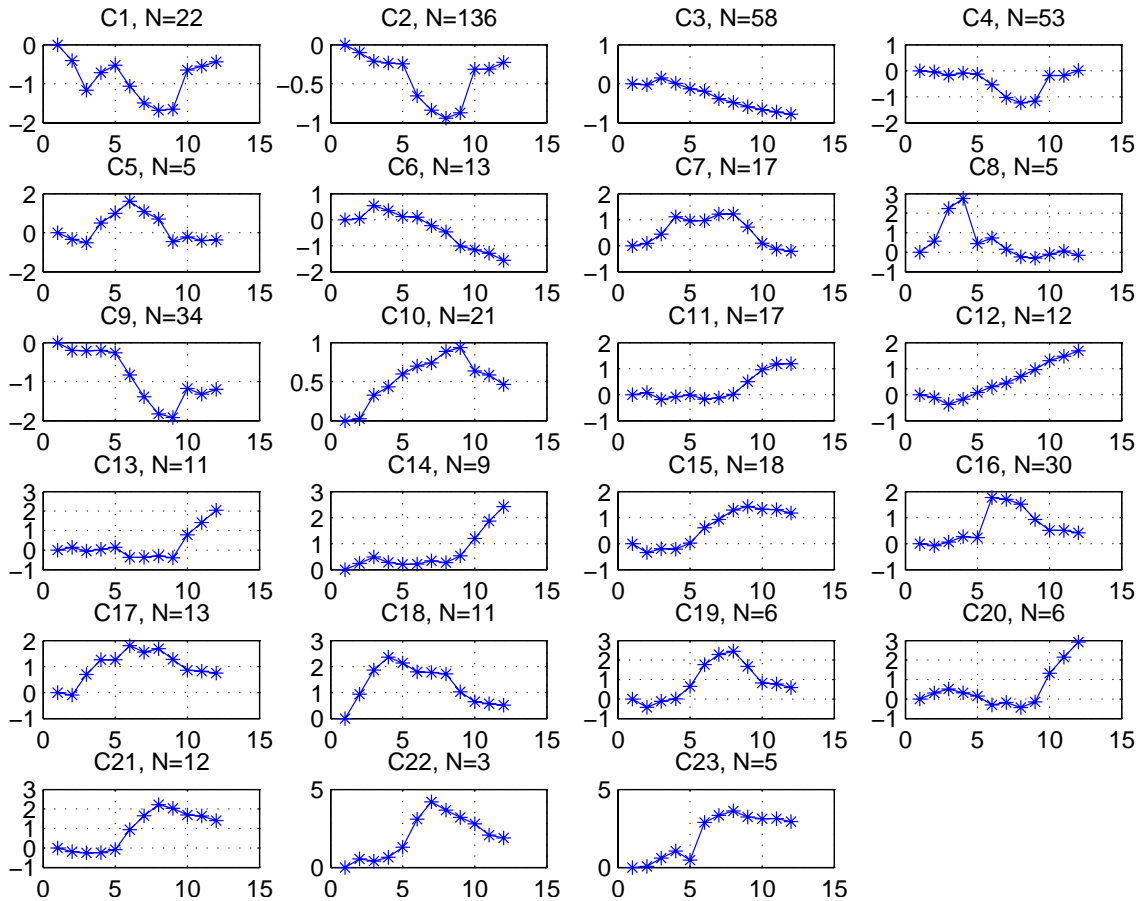 C1, N=22
C2, N=136
C3, N=58
C4, N=53
0
−1
−2
0 5 10 15
0
−0.5
−1
0 5 10 15
1
0
−1
0 5 10 15
1
0
−1
−2
0 5 10 15
C5, N=5
C6, N=13
C7, N=17
C8, N=5
2
0
−2
0 5 10 15
1
0
−1
−2
0 5 10 15
2
1
0
−1
0 5 10 15
3
2
1
0
−1
0 5 10 15
C9, N=34
C10, N=21
C11, N=17
C12, N=12
0
−1
−2
0 5 10 15
1
0.5
0
0 5 10 15
2
1
0
−1
0 5 10 15
2
1
0
−1
0 5 10 15
C13, N=11
C14, N=9
C15, N=18
C16, N=30
3
2
1
0
−1
0 5 10 15
3
2
1
0
0 5 10 15
2
1
0
−1
0 5 10 15
2
1
0
−1
0 5 10 15
C17, N=13
C18, N=11
C19, N=6
C20, N=6
2
1
0
−1
0 5 10 15
3
2
1
0
0 5 10 15
3
2
1
0
−1
0 5 10 15
3
2
1
0
−1
0 5 10 15
C21, N=12
C22, N=3
C23, N=5
3
2
1
0
−1
0 5 10 15
5
0
0 5 10 15
5
0
0 5 10 15